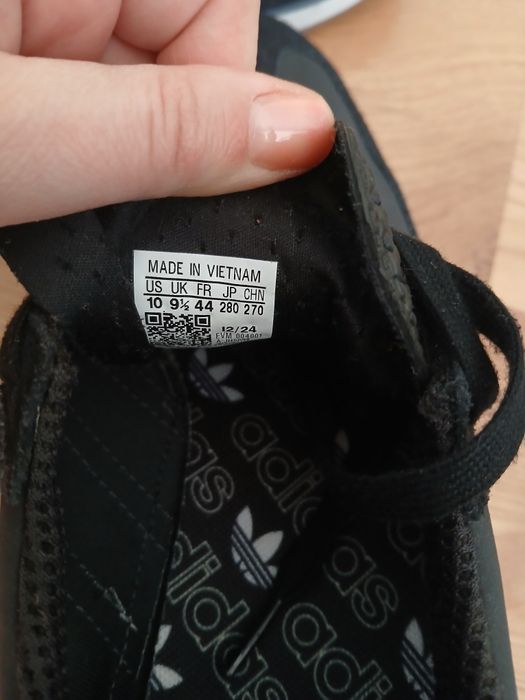 MADE IN VIETNAM
US UK FR JP CHN
10 9½ 44 280 270
12/24
adidas
adidas
adidas
adidas